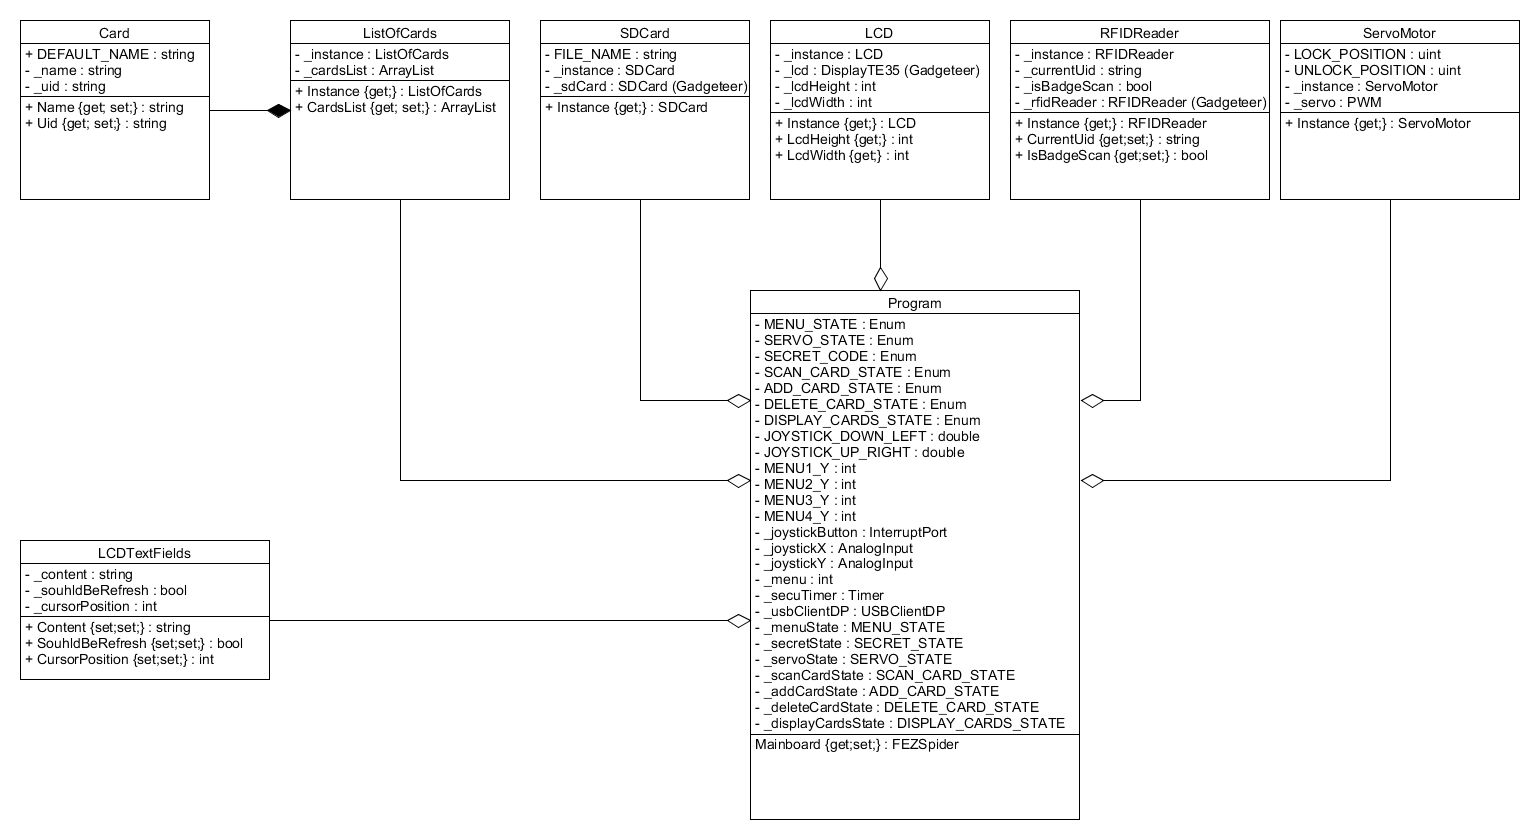 Card
+ DEFAULT_NAME : string
- _name : string
- _uid : string
+ Name {get; set;} : string
+ Uid {get; set;} : string
ListOfCards
- _instance : ListOfCards
- _cardsList : ArrayList
+ Instance {get;} : ListOfCards
+ CardsList {get; set;} : ArrayList
SDCard
- FILE_NAME : string
- _instance : SDCard
- _sdCard : SDCard (Gadgeteer)
+ Instance {get;} : SDCard
LCD
- _instance : LCD
- _lcd : DisplayTE35 (Gadgeteer)
- _lcdHeight : int
- _lcdWidth : int
+ Instance {get;} : LCD
+ LcdHeight {get;} : int
+ LcdWidth {get;} : int
RFIDReader
- _instance : RFIDReader
- _currentUid : string
- _isBadgeScan : bool
- _rfidReader : RFIDReader (Gadgeteer)
+ Instance {get;} : RFIDReader
+ CurrentUid {get;set;} : string
+ IsBadgeScan {get;set;} : bool
ServoMotor
- LOCK_POSITION : uint
- UNLOCK_POSITION : uint
- _instance : ServoMotor
- _servo : PWM
+ Instance {get;} : ServoMotor
Program
- MENU_STATE : Enum
- SERVO_STATE : Enum
- SECRET_CODE : Enum
- SCAN_CARD_STATE : Enum
- ADD_CARD_STATE : Enum
- DELETE_CARD_STATE : Enum
- DISPLAY_CARDS_STATE : Enum
- JOYSTICK_DOWN_LEFT : double
- JOYSTICK_UP_RIGHT : double
- MENU1_Y : int
- MENU2_Y : int
- MENU3_Y : int
- MENU4_Y : int
- _joystickButton : InterruptPort
- _joystickX : AnalogInput
- _joystickY : AnalogInput
- _menu : int
- _secuTimer : Timer
- _usbClientDP : USBClientDP
- _menuState : MENU_STATE
- _secretState : SECRET_STATE
- _servoState : SERVO_STATE
- _scanCardState : SCAN_CARD_STATE
- _addCardState : ADD_CARD_STATE
- _deleteCardState : DELETE_CARD_STATE
- _displayCardsState : DISPLAY_CARDS_STATE
Mainboard {get;set;} : FEZSpider
LCDTextFields
- _content : string
- _souhldBeRefresh : bool
- _cursorPosition : int
+ Content {set;set;} : string
+ SouhldBeRefresh {set;set;} : bool
+ CursorPosition {set;set;} : int